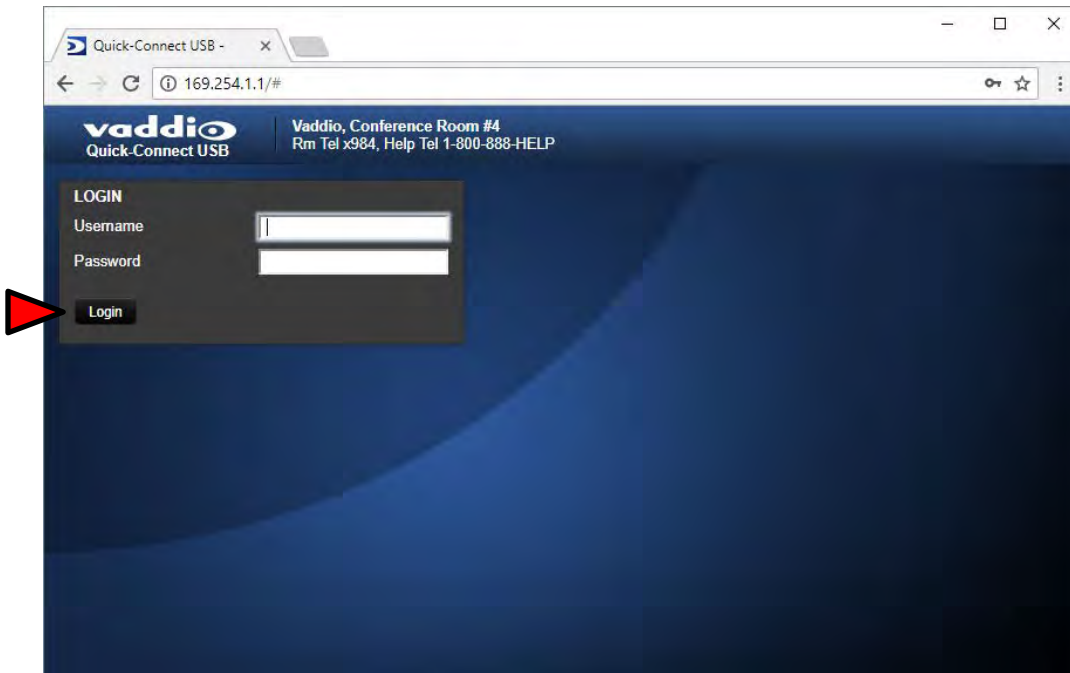 Quick-Connect USB -
169.254.1.1/#
vaddio
Quick-Connect USB
Vaddio, Conference Room #4
Rm Tel x984, Help Tel 1-800-888-HELP
LOGIN
Username
Password
Login